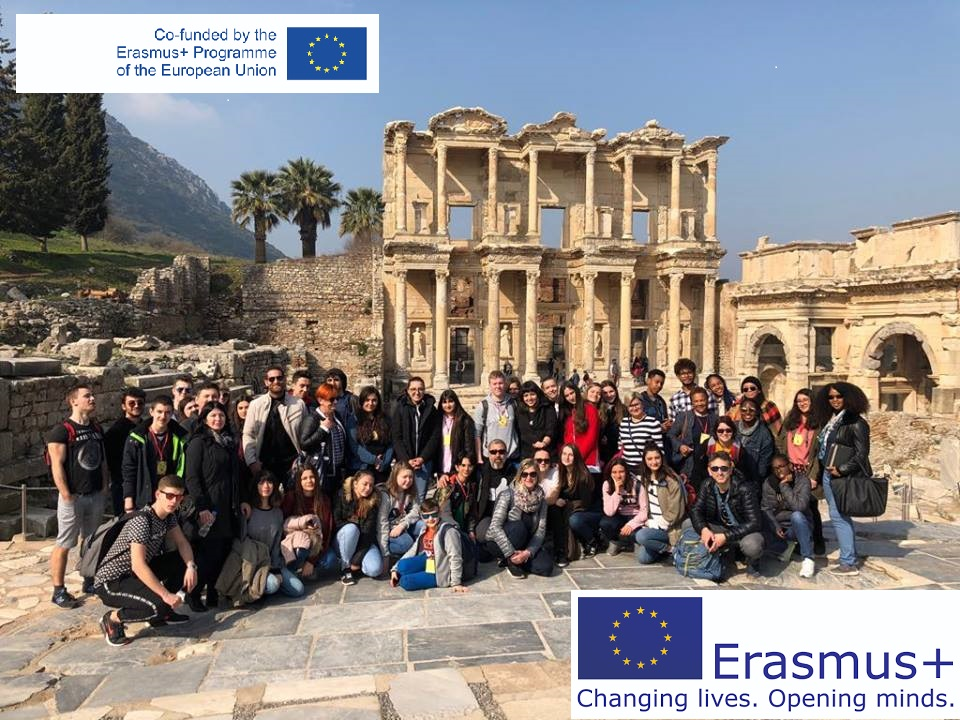 Co-funded by the
Erasmus+ Programme
of the European Union
Erasmus+
Changing lives. Opening minds.